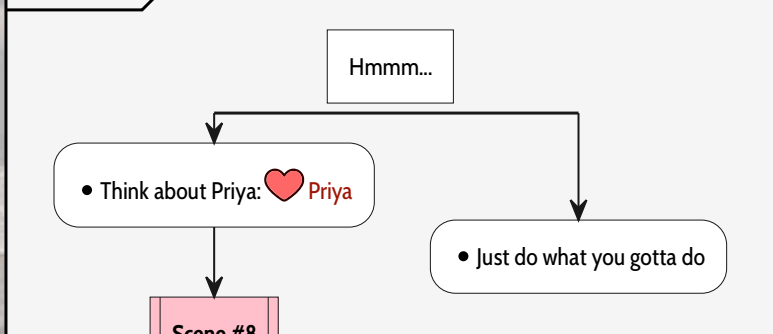 Hmmm...
• Think about Priya: Priya
• Just do what you gotta do
Scene #8